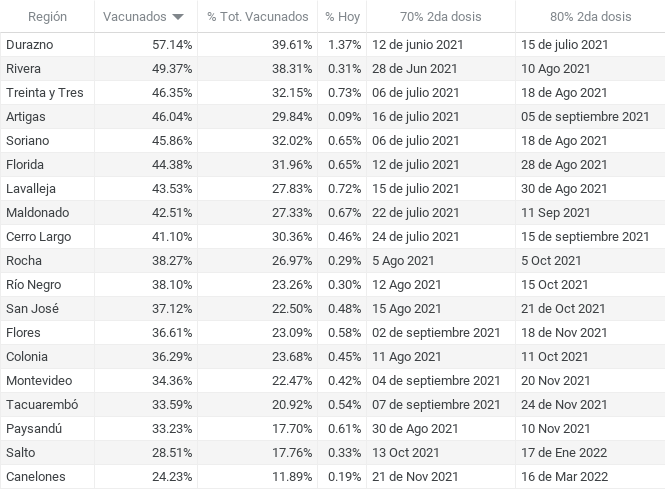 Región Vacunados % Tot. Vacunados % Hoy 70% 2da dosis 80% 2da dosis
Durazno 57.14% 39.61% 1.37% 12 de junio 2021 15 de julio 2021
Rivera 49.37% 38.31% 0.31% 28 de Jun 2021 10 Ago 2021
Treinta y Tres 46.35% 32.15% 0.73% 06 de julio 2021 18 de Ago 2021
Artigas 46.04% 29.84% 0.09% 16 de julio 2021 05 de septiembre 2021
Soriano 45.86% 32.02% 0.65% 06 de julio 2021 18 de Ago 2021
Florida 44.38% 31.96% 0.65% 12 de julio 2021 28 de Ago 2021
Lavalleja 43.53% 27.83% 0.72% 15 de julio 2021 30 de Ago 2021
Maldonado 42.51% 27.33% 0.67% 22 de julio 2021 11 Sep 2021
Cerro Largo 41.10% 30.36% 0.46% 24 de julio 2021 15 de septiembre 2021
Rocha 38.27% 26.97% 0.29% 5 Ago 2021 5 Oct 2021
Río Negro 38.10% 23.26% 0.30% 12 Ago 2021 15 Oct 2021
San José 37.12% 22.50% 0.48% 15 Ago 2021 21 de Oct 2021
Flores 36.61% 23.09% 0.58% 02 de septiembre 2021 18 de Nov 2021
Colonia 36.29% 23.68% 0.45% 11 Ago 2021 11 Oct 2021
Montevideo 34.36% 22.47% 0.42% 04 de septiembre 2021 20 Nov 2021
Tacuarembó 33.59% 20.92% 0.54% 07 de septiembre 2021 24 de Nov 2021
Paysandú 33.23% 17.70% 0.61% 30 de Ago 2021 10 Nov 2021
Salto 28.51% 17.76% 0.33% 13 Oct 2021 17 de Ene 2022
Canelones 24.23% 11.89% 0.19% 21 de Nov 2021 16 de Mar 2022